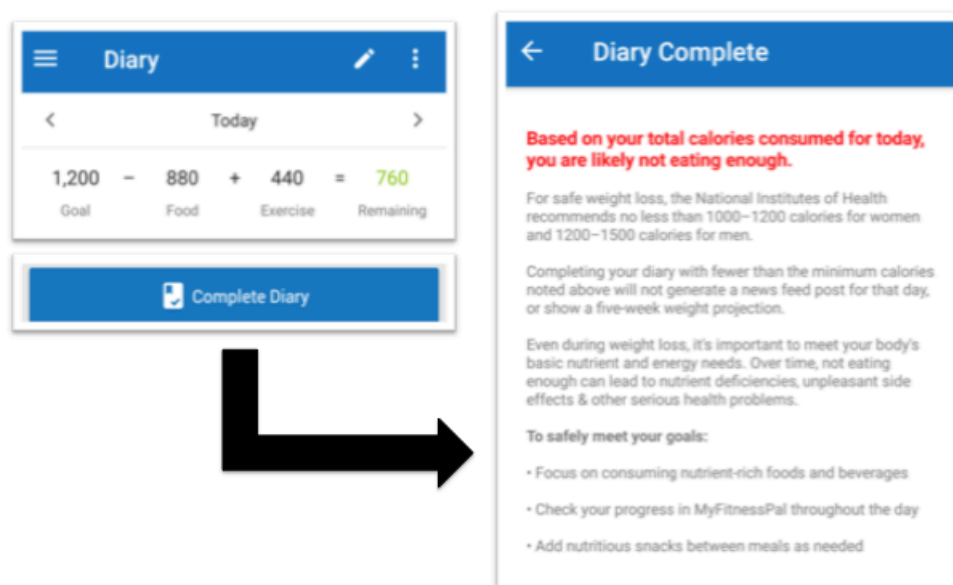 Diary
Today
1,200 – 880 + 440 = 760
Goal Food Exercise Remaining
Complete Diary
Diary Complete
Based on your total calories consumed for today,
you are likely not eating enough.
For safe weight loss, the National Institutes of Health
recommends no less than 1000–1200 calories for women
and 1200–1500 calories for men.
Completing your diary with fewer than the minimum calories
noted above will not generate a news feed post for that day,
or show a five-week weight projection.
Even during weight loss, it's important to meet your body's
basic nutrient and energy needs. Over time, not eating
enough can lead to nutrient deficiencies, unpleasant side
effects & other serious health problems.
To safely meet your goals:
• Focus on consuming nutrient-rich foods and beverages
• Check your progress in MyFitnessPal throughout the day
• Add nutritious snacks between meals as needed